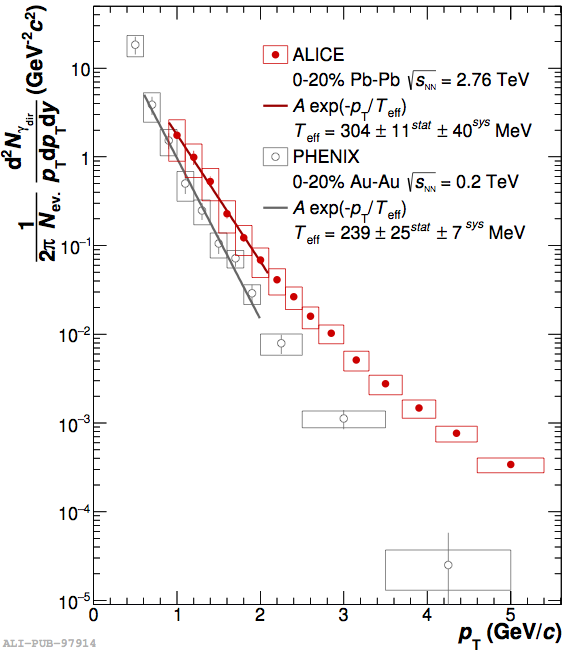 1/2π 1/N_ev. d²N_γdir/p_T dp_T dy (GeV⁻²c²)
ALICE
0-20% Pb-Pb √s_NN = 2.76 TeV
A exp(-p_T/T_eff)
T_eff = 304 ± 11^stat ± 40^sys MeV
PHENIX
0-20% Au-Au √s_NN = 0.2 TeV
A exp(-p_T/T_eff)
T_eff = 239 ± 25^stat ± 7^sys MeV
10
1
10⁻¹
10⁻²
10⁻³
10⁻⁴
10⁻⁵
0 1 2 3 4 5
p_T (GeV/c)
ALI-PUB-97914